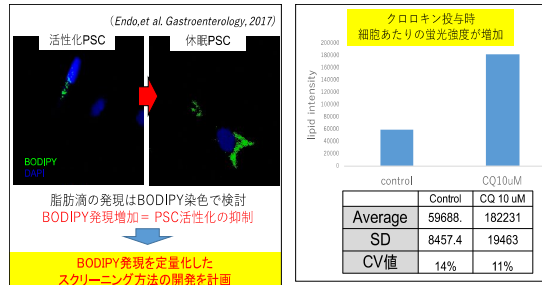 (Endo,et al. Gastroenterology, 2017)
活性化PSC
休眠PSC
BODIPY
DAPI
脂肪滴の発現はBODIPY染色で検討
BODIPY発現増加＝ PSC活性化の抑制
BODIPY発現を定量化した
スクリーニング方法の開発を計画
クロロキン投与時
細胞あたりの蛍光強度が増加
lipid intensity
200000
180000
160000
140000
120000
100000
80000
60000
40000
20000
0
control
CQ10uM
Control
CQ 10 uM
Average
59688.
182231
SD
8457.4
19463
CV値
14%
11%